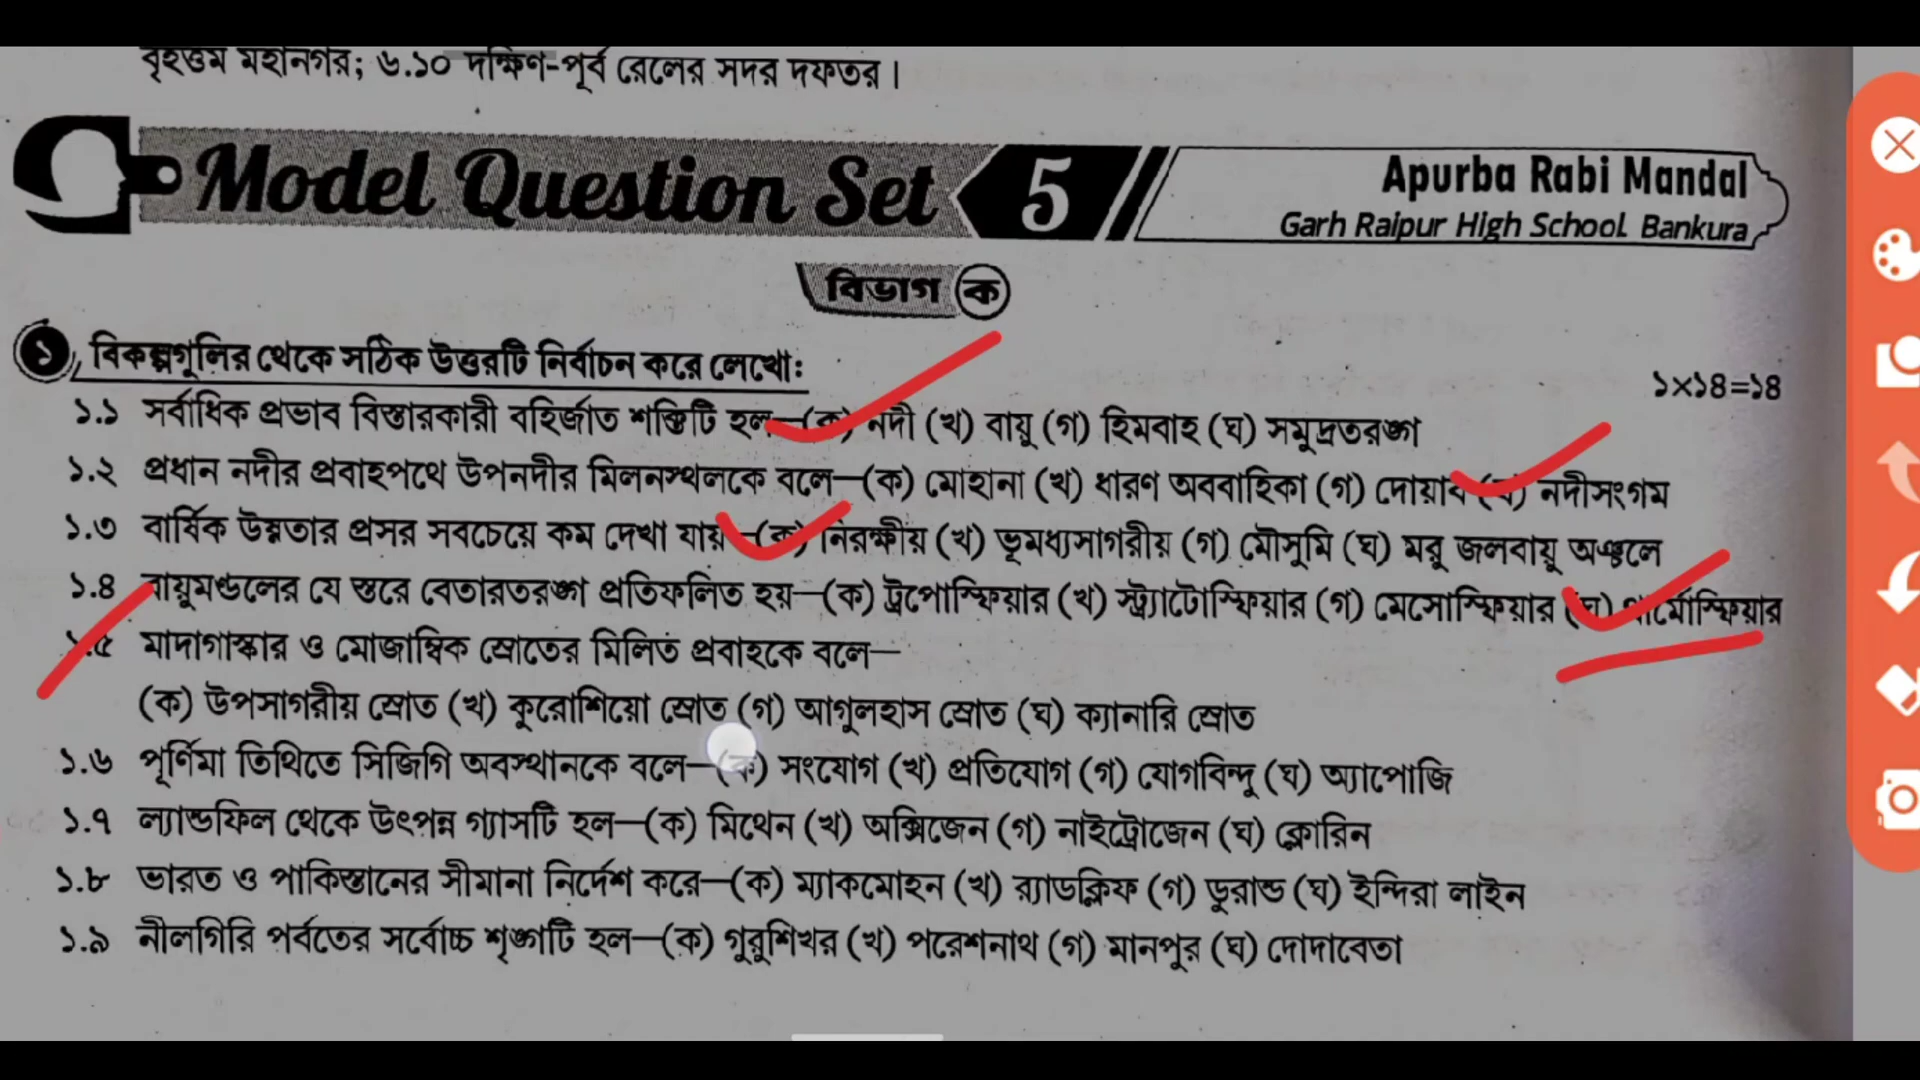 বৃহত্তম মহানগর; ৬.১০ দক্ষিণ-পূর্ব রেলের সদর দফতর।
Model Question Set 5
Apurba Rabi Mandal
Garh Raipur High School. Bankura
বিভাগ ক
১. বিকল্পগুলির থেকে সঠিক উত্তরটি নির্বাচন করে লেখো:
১×১৪=১৪
১.১ সর্বাধিক প্রভাব বিস্তারকারী বহির্জাত শক্তিটি হল—(ক) নদী (খ) বায়ু (গ) হিমবাহ (ঘ) সমুদ্রতরঙ্গ
১.২ প্রধান নদীর প্রবাহপথে উপনদীর মিলনস্থলকে বলে—(ক) মোহানা (খ) ধারণ অববাহিকা (গ) দোয়াব (ঘ) নদীসংগম
১.৩ বার্ষিক উষ্ণতার প্রসর সবচেয়ে কম দেখা যায়—(ক) নিরক্ষীয় (খ) ভূমধ্যসাগরীয় (গ) মৌসুমি (ঘ) মরু জলবায়ু অঞ্চলে
১.৪ বায়ুমণ্ডলের যে স্তরে বেতারতরঙ্গ প্রতিফলিত হয়—(ক) ট্রপোস্ফিয়ার (খ) স্ট্র্যাটোস্ফিয়ার (গ) মেসোস্ফিয়ার (ঘ) থার্মোস্ফিয়ার
১.৫ মাদাগাস্কার ও মোজাম্বিক স্রোতের মিলিত প্রবাহকে বলে—
(ক) উপসাগরীয় স্রোত (খ) কুরোশিয়ো স্রোত (গ) আগুলহাস স্রোত (ঘ) ক্যানারি স্রোত
১.৬ পূর্ণিমা তিথিতে সিজিগি অবস্থানকে বলে—(ক) সংযোগ (খ) প্রতিযোগ (গ) যোগবিন্দু (ঘ) অ্যাপোজি
১.৭ ল্যান্ডফিল থেকে উৎপন্ন গ্যাসটি হল—(ক) মিথেন (খ) অক্সিজেন (গ) নাইট্রোজেন (ঘ) ক্লোরিন
১.৮ ভারত ও পাকিস্তানের সীমানা নির্দেশ করে—(ক) ম্যাকমোহন (খ) র‍্যাডক্লিফ (গ) ডুরান্ড (ঘ) ইন্দিরা লাইন
১.৯ নীলগিরি পর্বতের সর্বোচ্চ শৃঙ্গটি হল—(ক) গুরুশিখর (খ) পরেশনাথ (গ) মানপুর (ঘ) দোদাবেতা